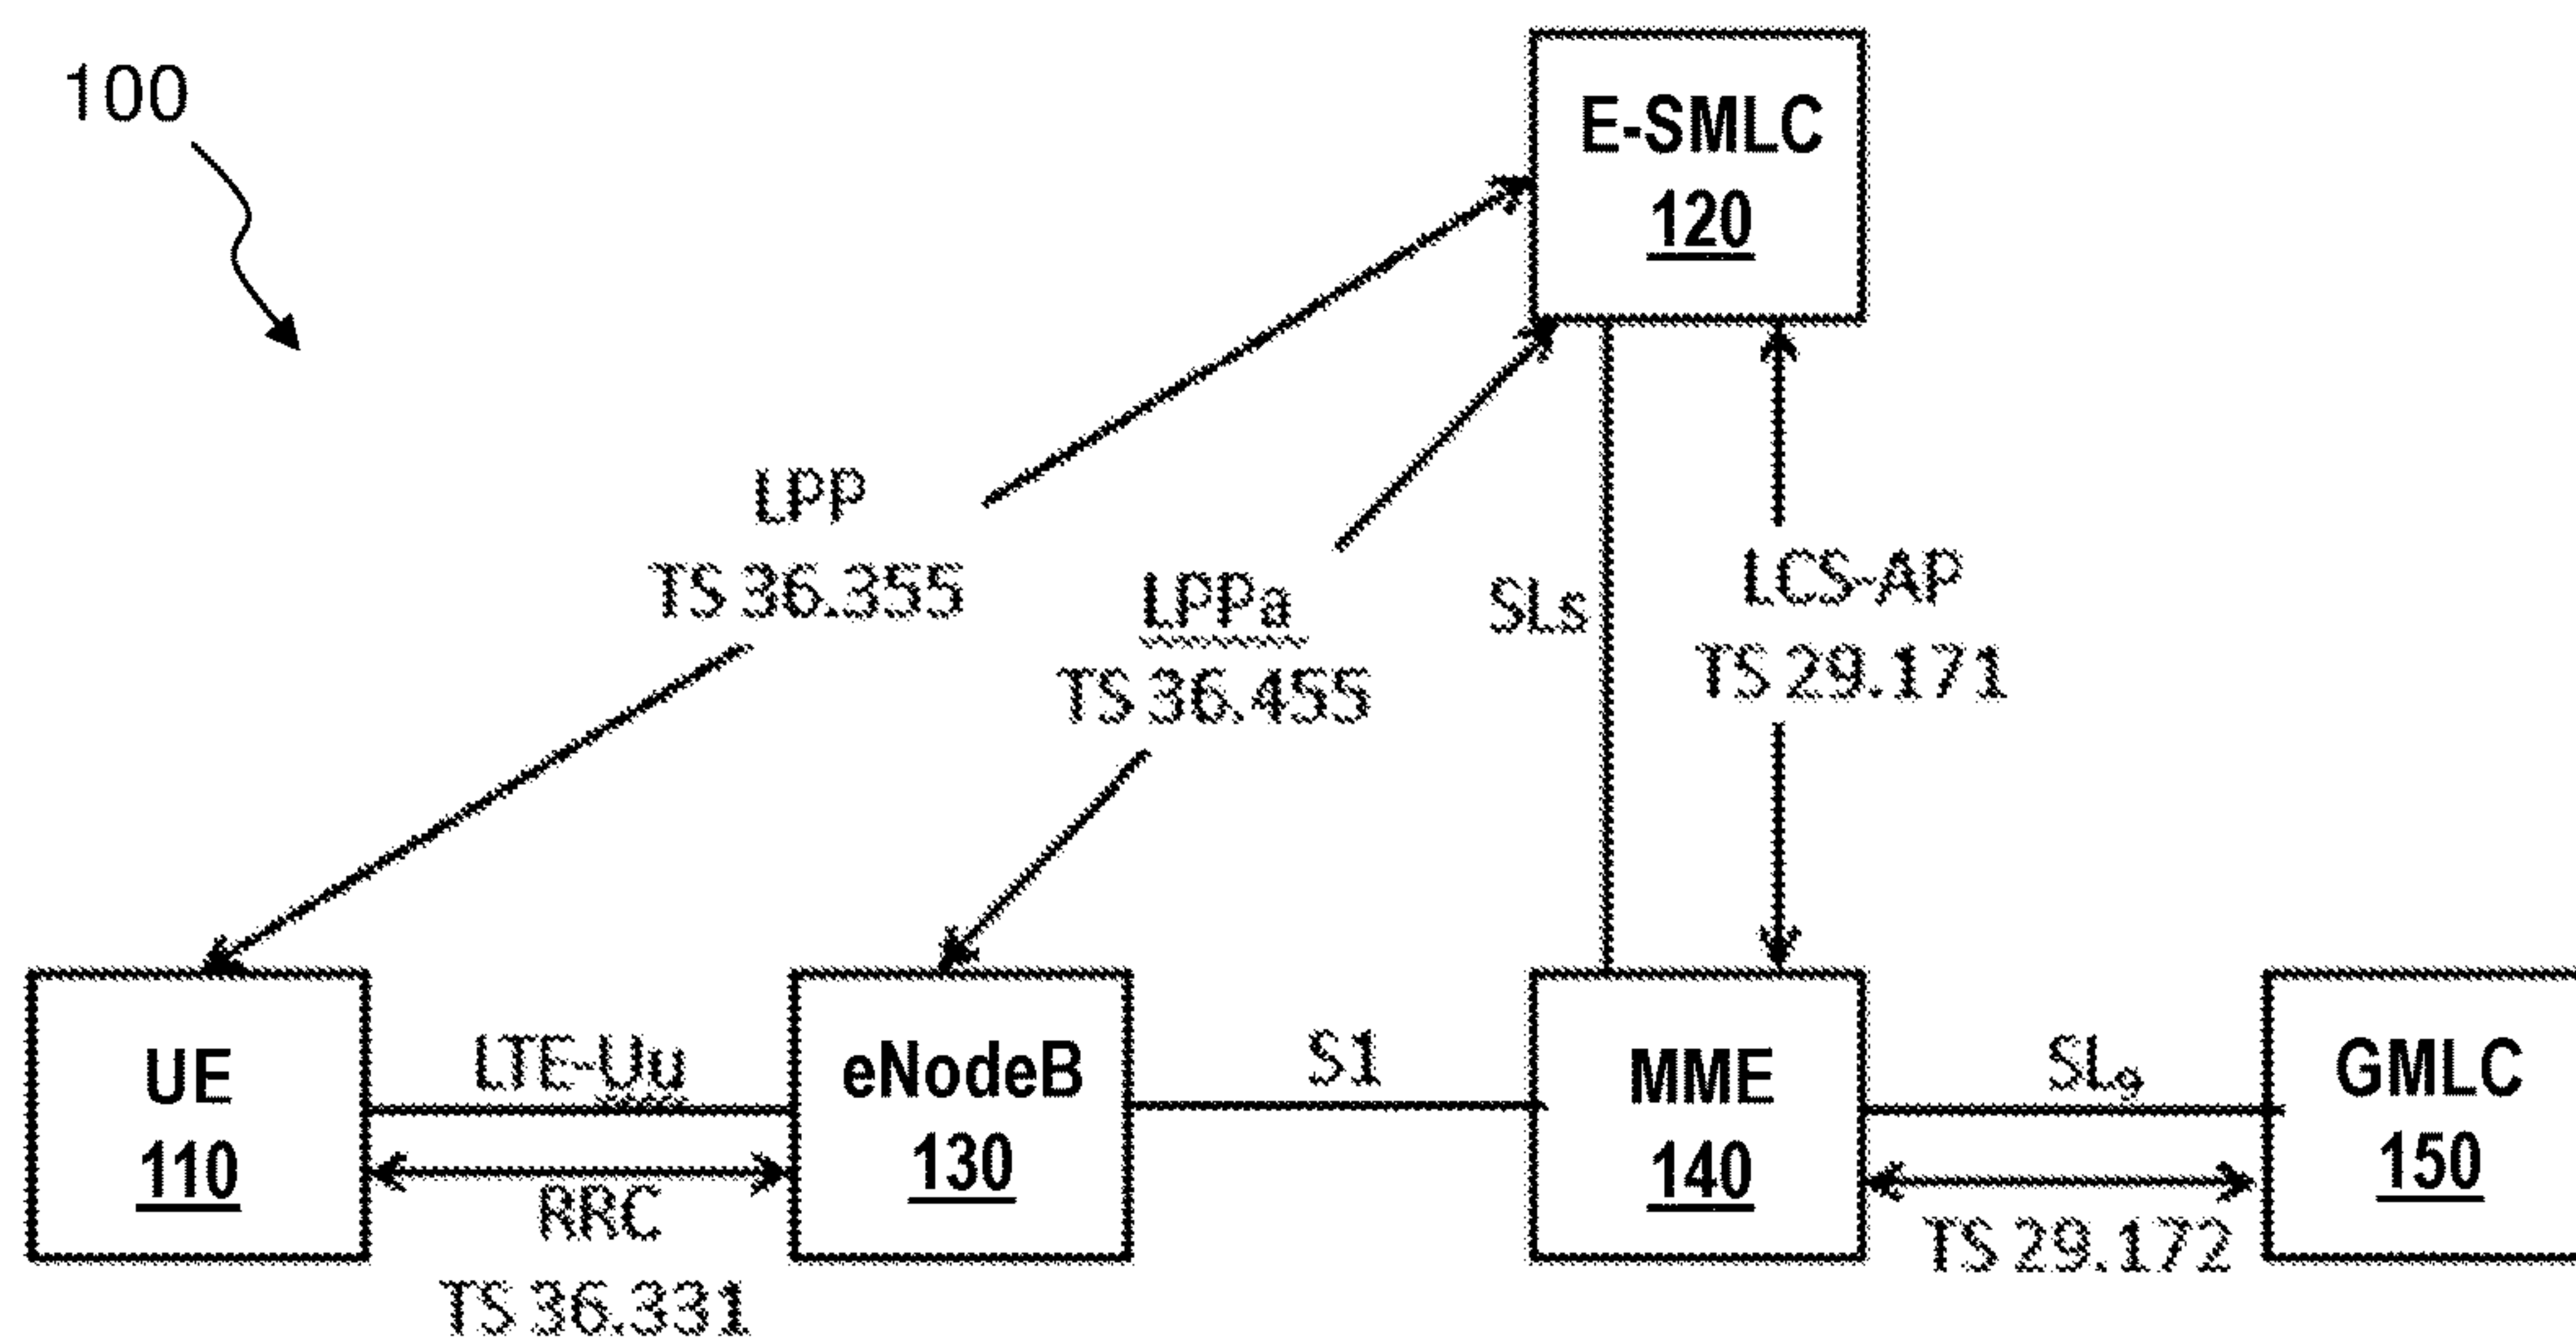 100
E-SMLC
120
LPP
TS 36.355
LPPa
TS 36.455
SLs
LCS-AP
TS 29.171
UE
110
LTE-Uu
RRC
TS 36.331
eNodeB
130
S1
MME
140
SLg
TS 29.172
GMLC
150